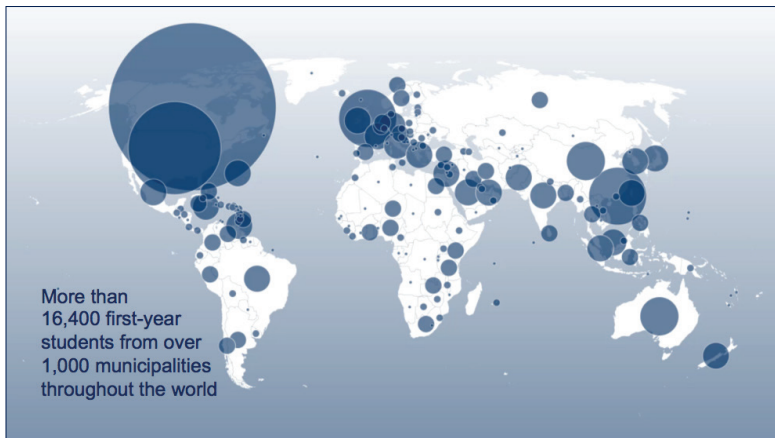 More than
16,400 first-year
students from over
1,000 municipalities
throughout the world